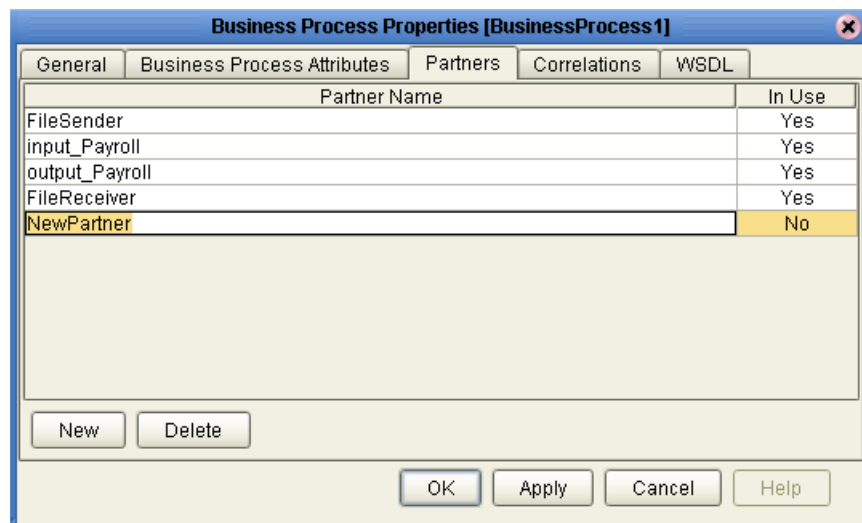 Business Process Properties [BusinessProcess1]
General Business Process Attributes Partners Correlations WSDL
Partner Name In Use
FileSender Yes
input_Payroll Yes
output_Payroll Yes
FileReceiver Yes
NewPartner No
New Delete
OK Apply Cancel Help